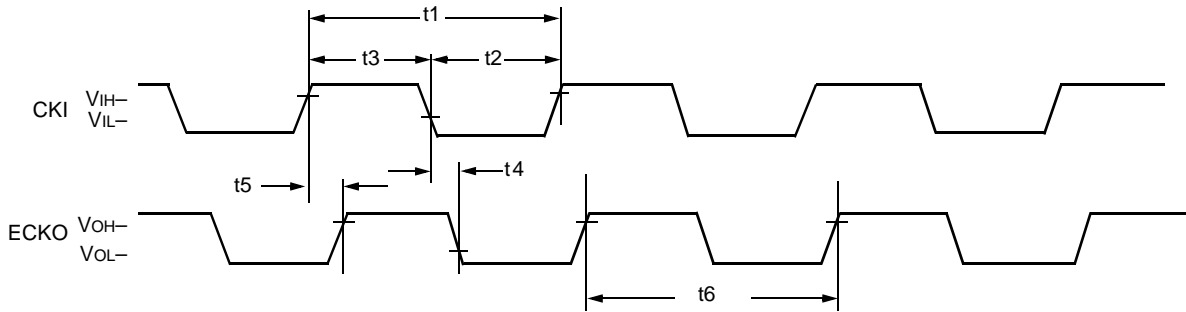 t1
t3
t2
CKI
VIH–
VIL–
t5
t4
ECKO
VOH–
VOL–
t6